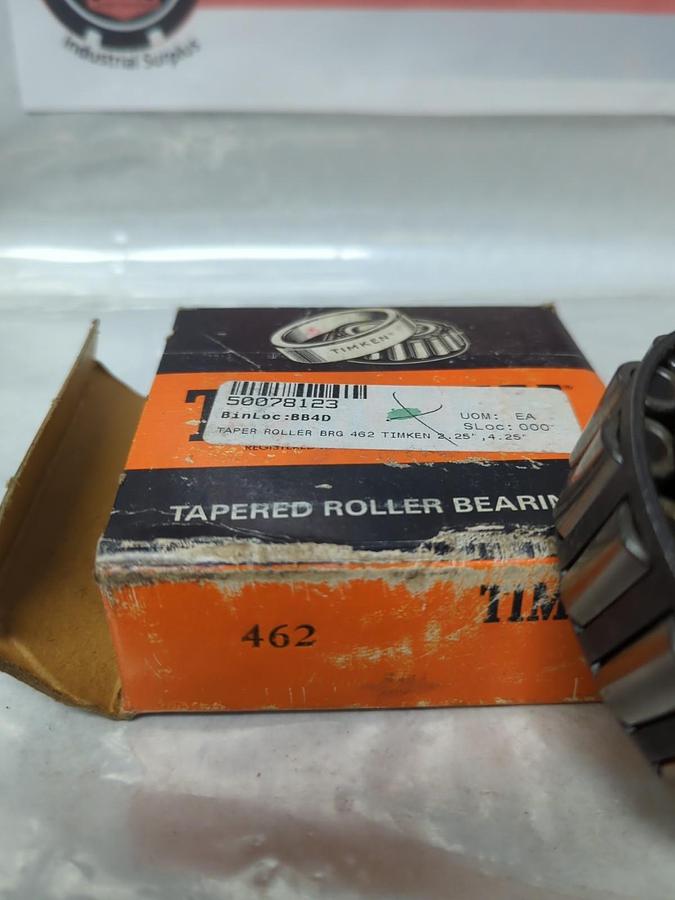 Industrial Surplus
TIMKEN
50078123
BinLoc:BB4D
UOM: EA
SLoc: 000
TAPER ROLLER BRG 462 TIMKEN 2.25" ,4.25"
TAPERED ROLLER BEARIN
TIM
462